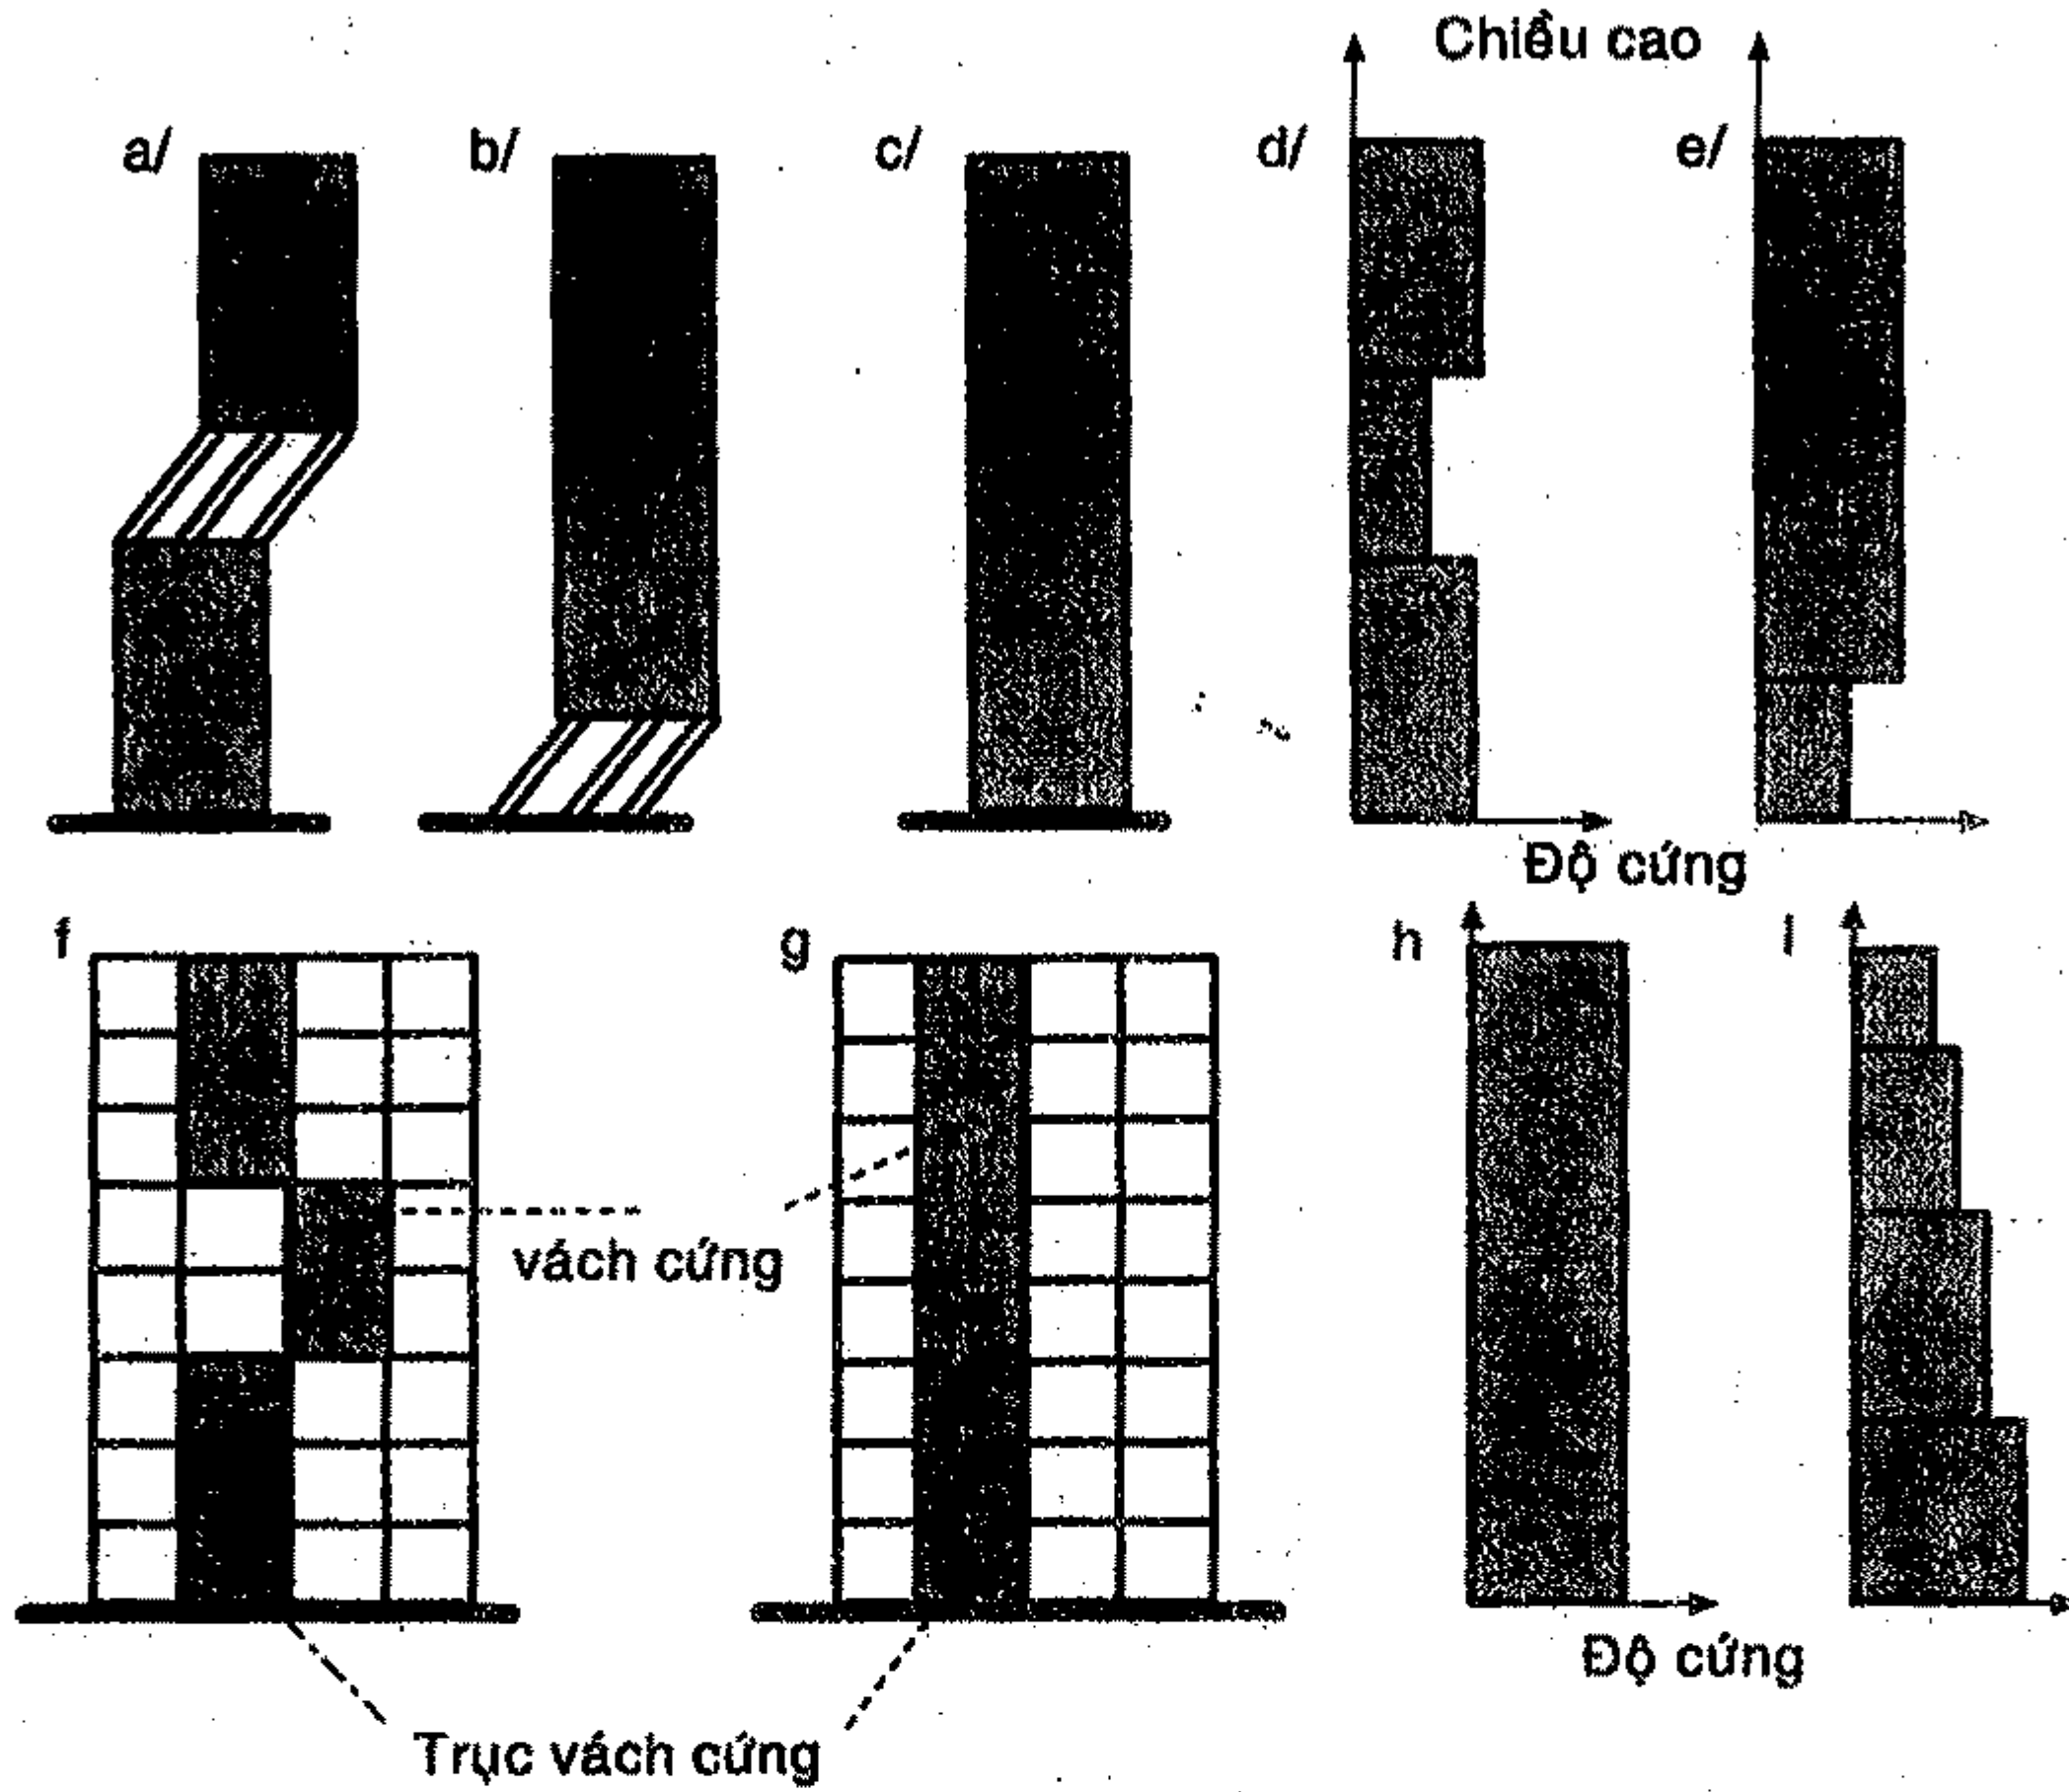 Chiều cao
a/
b/
c/
d/
e/
Độ cứng
f
g
h
l
vách cứng
Độ cứng
Trục vách cứng